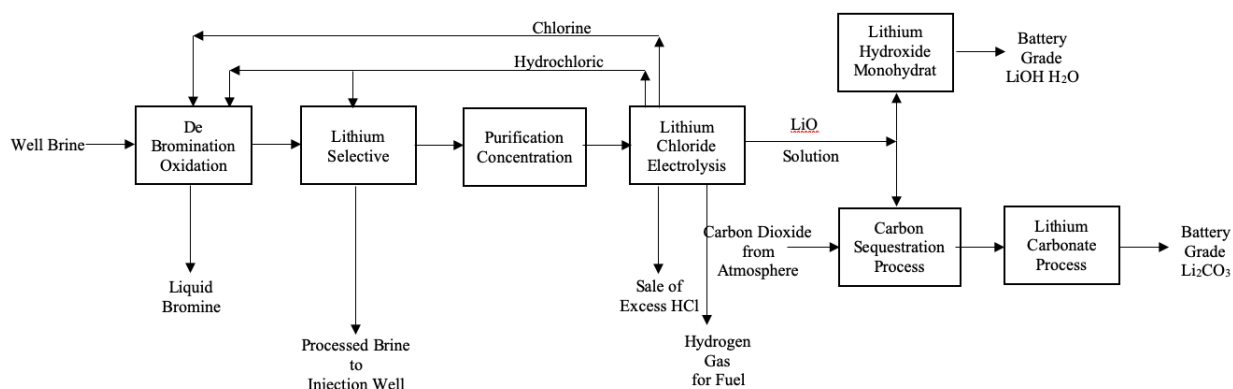 Chlorine
Hydrochloric
Well Brine
De
Bromination
Oxidation
Lithium
Selective
Purification
Concentration
Lithium
Chloride
Electrolysis
LiO
Solution
Lithium
Hydroxide
Monohydrat
Battery
Grade
LiOH H2O
Carbon Dioxide
from
Atmosphere
Carbon
Sequestration
Process
Lithium
Carbonate
Process
Battery
Grade
Li2CO3
Liquid
Bromine
Processed Brine
to
Injection Well
Sale of
Excess HCl
Hydrogen
Gas
for Fuel